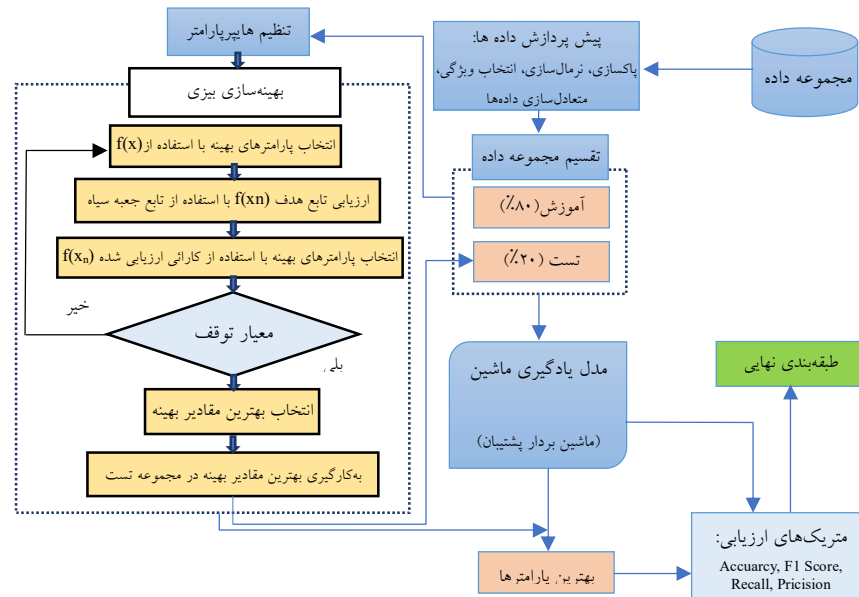 مجموعه داده
پیش پردازش داده ها:
پاکسازی، نرمال‌سازی، انتخاب ویژگی،
متعادل‌سازی داده‌ها
تقسیم مجموعه داده
آموزش(۸۰٪)
تست (۲۰٪)
تنظیم هایپرپارامتر
بهینه‌سازی بیزی
انتخاب پارامترهای بهینه با استفاده از f(x)
ارزیابی تابع هدف f(xn) با استفاده از تابع جعبه سیاه
انتخاب پارامترهای بهینه با استفاده از کارائی ارزیابی شده f(xₙ)
معیار توقف
خیر
بلی
انتخاب بهترین مقادیر بهینه
به‌کارگیری بهترین مقادیر بهینه در مجموعه تست
مدل یادگیری ماشین
(ماشین بردار پشتیبان)
بهترین پارامترها
متریک‌های ارزیابی:
Accuarcy, F1 Score,
Recall, Pricision
طبقه‌بندی نهایی